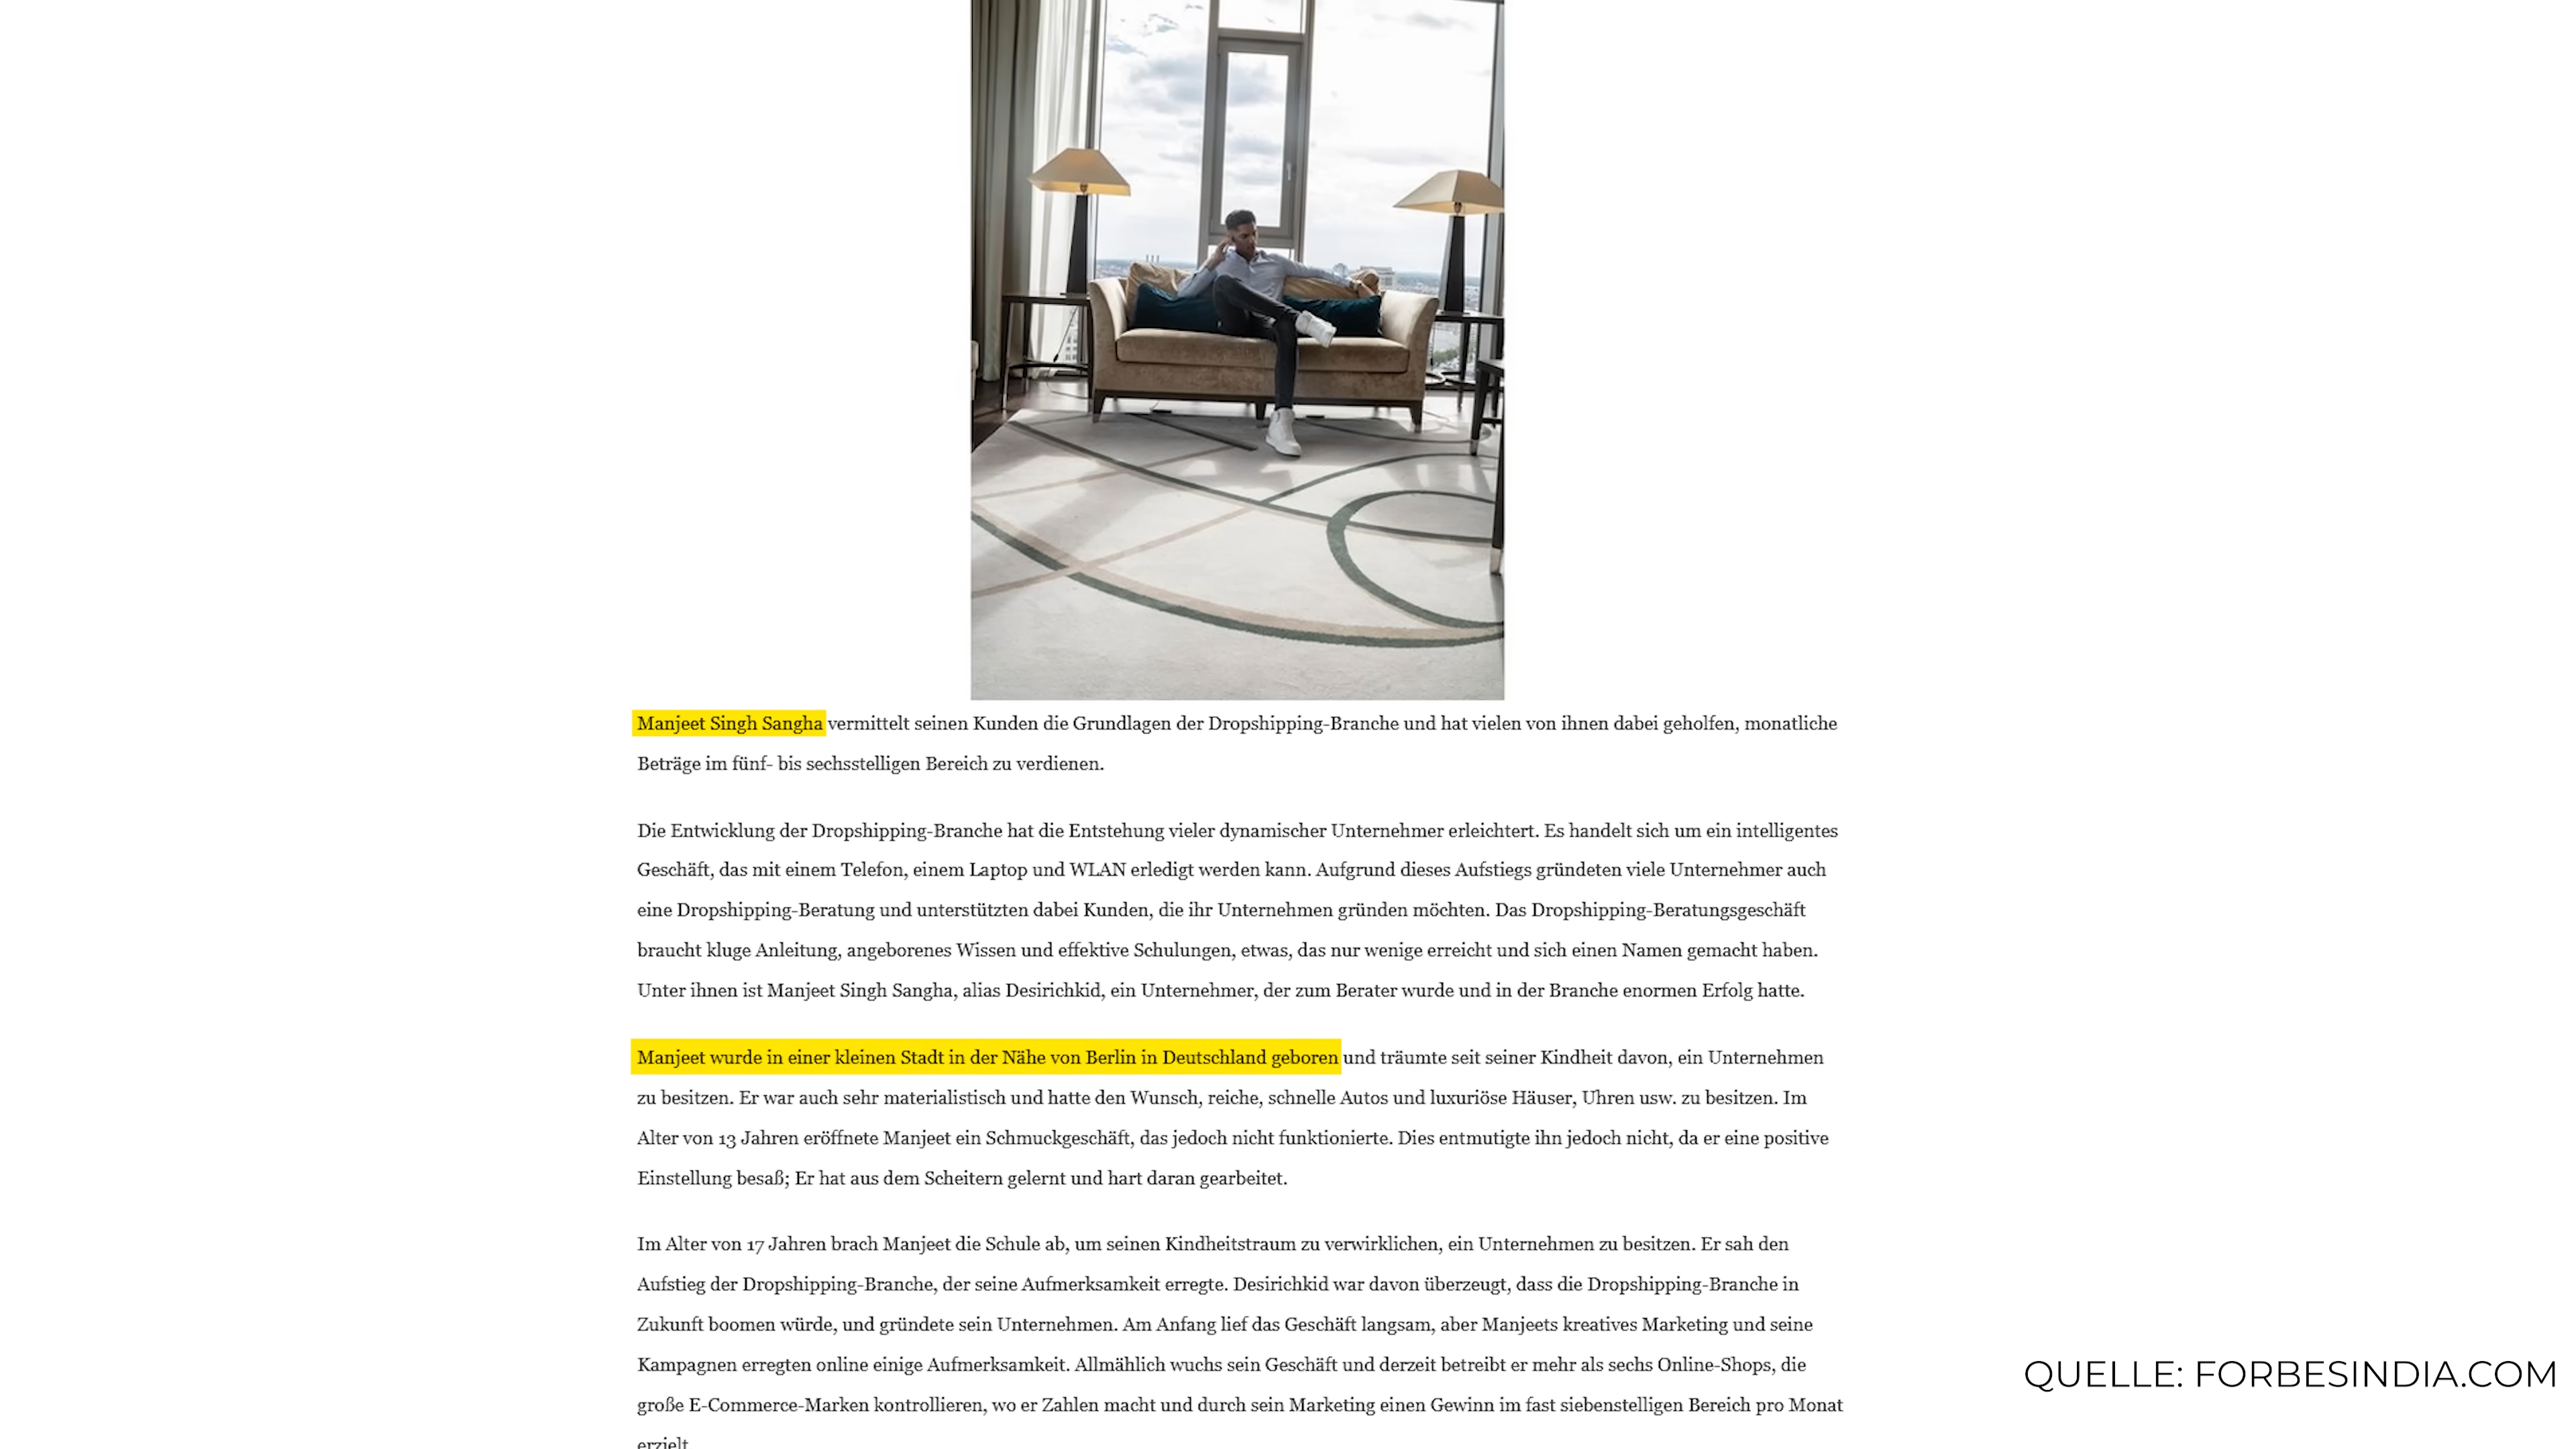 Manjeet Singh Sangha vermittelt seinen Kunden die Grundlagen der Dropshipping-Branche und hat vielen von ihnen dabei geholfen, monatliche
Beträge im fünf- bis sechsstelligen Bereich zu verdienen.
Die Entwicklung der Dropshipping-Branche hat die Entstehung vieler dynamischer Unternehmer erleichtert. Es handelt sich um ein intelligentes
Geschäft, das mit einem Telefon, einem Laptop und WLAN erledigt werden kann. Aufgrund dieses Aufstiegs gründeten viele Unternehmer auch
eine Dropshipping-Beratung und unterstützten dabei Kunden, die ihr Unternehmen gründen möchten. Das Dropshipping-Beratungsgeschäft
braucht kluge Anleitung, angeborenes Wissen und effektive Schulungen, etwas, das nur wenige erreicht und sich einen Namen gemacht haben.
Unter ihnen ist Manjeet Singh Sangha, alias Desirichkid, ein Unternehmer, der zum Berater wurde und in der Branche enormen Erfolg hatte.
Manjeet wurde in einer kleinen Stadt in der Nähe von Berlin in Deutschland geboren und träumte seit seiner Kindheit davon, ein Unternehmen
zu besitzen. Er war auch sehr materialistisch und hatte den Wunsch, reiche, schnelle Autos und luxuriöse Häuser, Uhren usw. zu besitzen. Im
Alter von 13 Jahren eröffnete Manjeet ein Schmuckgeschäft, das jedoch nicht funktionierte. Dies entmutigte ihn jedoch nicht, da er eine positive
Einstellung besaß; Er hat aus dem Scheitern gelernt und hart daran gearbeitet.
Im Alter von 17 Jahren brach Manjeet die Schule ab, um seinen Kindheitstraum zu verwirklichen, ein Unternehmen zu besitzen. Er sah den
Aufstieg der Dropshipping-Branche, der seine Aufmerksamkeit erregte. Desirichkid war davon überzeugt, dass die Dropshipping-Branche in
Zukunft boomen würde, und gründete sein Unternehmen. Am Anfang lief das Geschäft langsam, aber Manjeets kreatives Marketing und seine
Kampagnen erregten online einige Aufmerksamkeit. Allmählich wuchs sein Geschäft und derzeit betreibt er mehr als sechs Online-Shops, die
große E-Commerce-Marken kontrollieren, wo er Zahlen macht und durch sein Marketing einen Gewinn im fast siebenstelligen Bereich pro Monat
erzielt
QUELLE: FORBESINDIA.COM